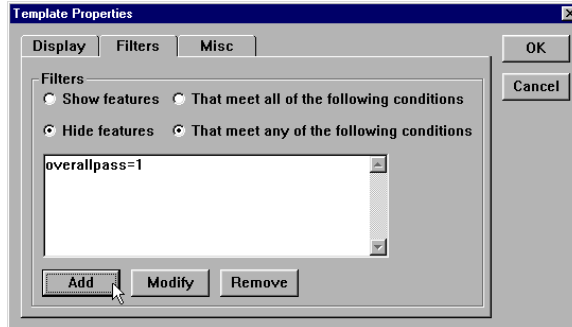 Template Properties
Display Filters Misc
OK
Cancel
Filters
Show features That meet all of the following conditions
Hide features That meet any of the following conditions
overallpass=1
Add Modify Remove